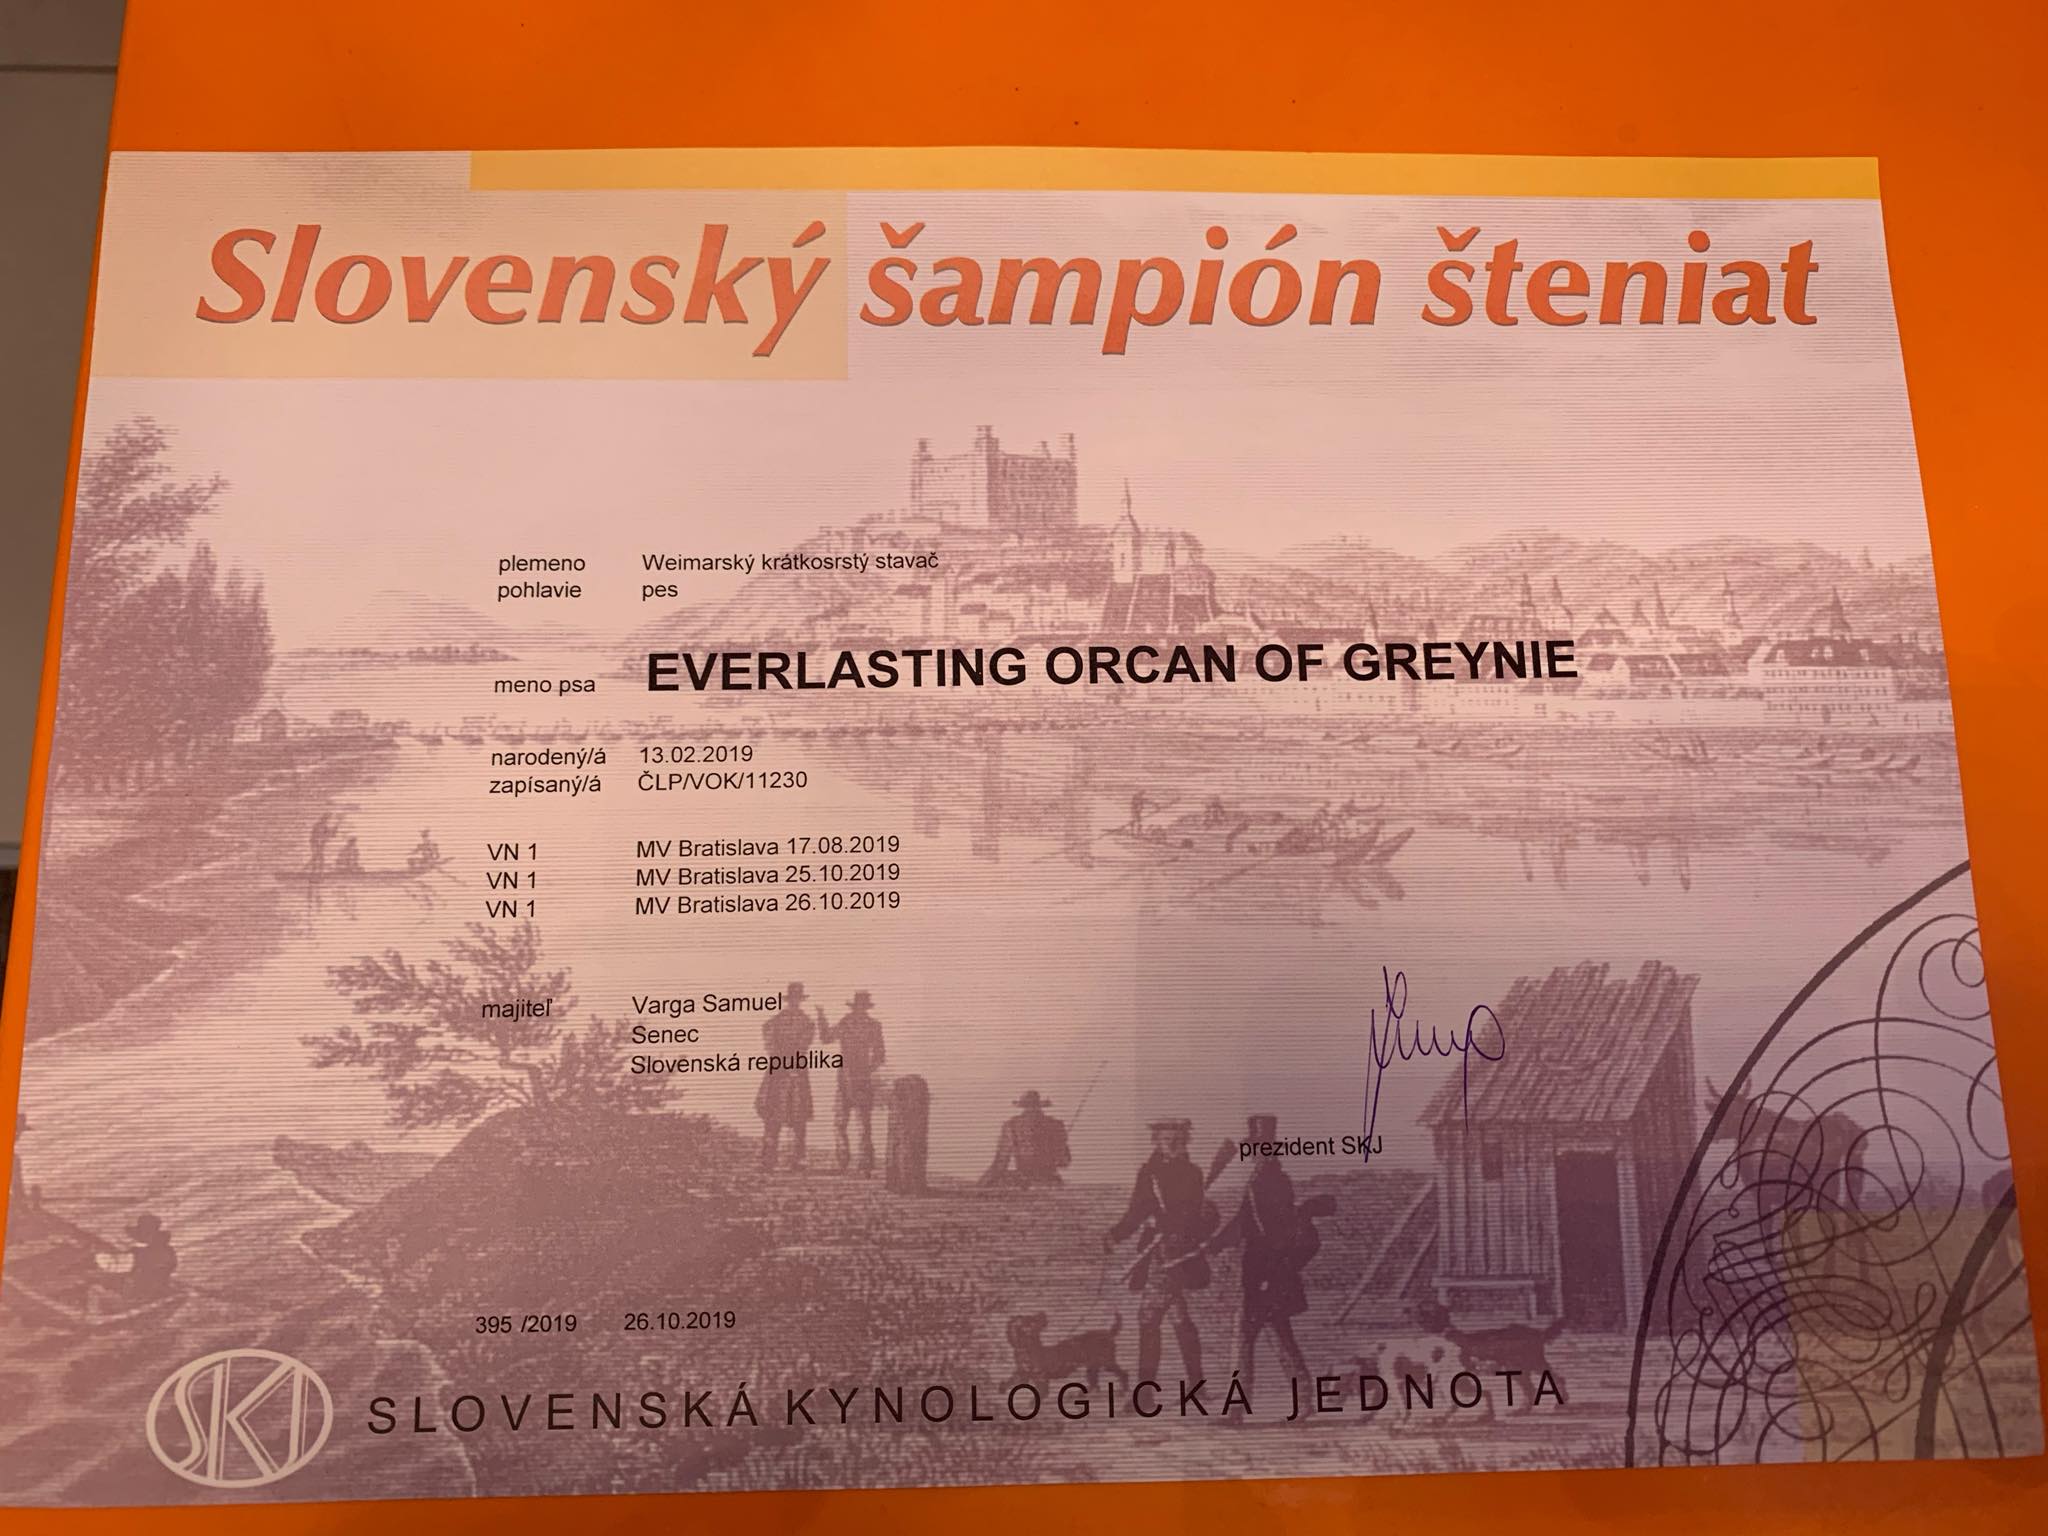 Slovenský šampión šteniat
plemeno Weimarský krátkosrstý stavač
pohlavie pes
meno psa EVERLASTING ORCAN OF GREYNIE
narodený/á 13.02.2019
zapísaný/á ČLP/VOK/11230
VN 1 MV Bratislava 17.08.2019
VN 1 MV Bratislava 25.10.2019
VN 1 MV Bratislava 26.10.2019
majiteľ Varga Samuel
Senec
Slovenská republika
prezident SKJ
395 /2019 26.10.2019
SKJ SLOVENSKÁ KYNOLOGICKÁ JEDNOTA